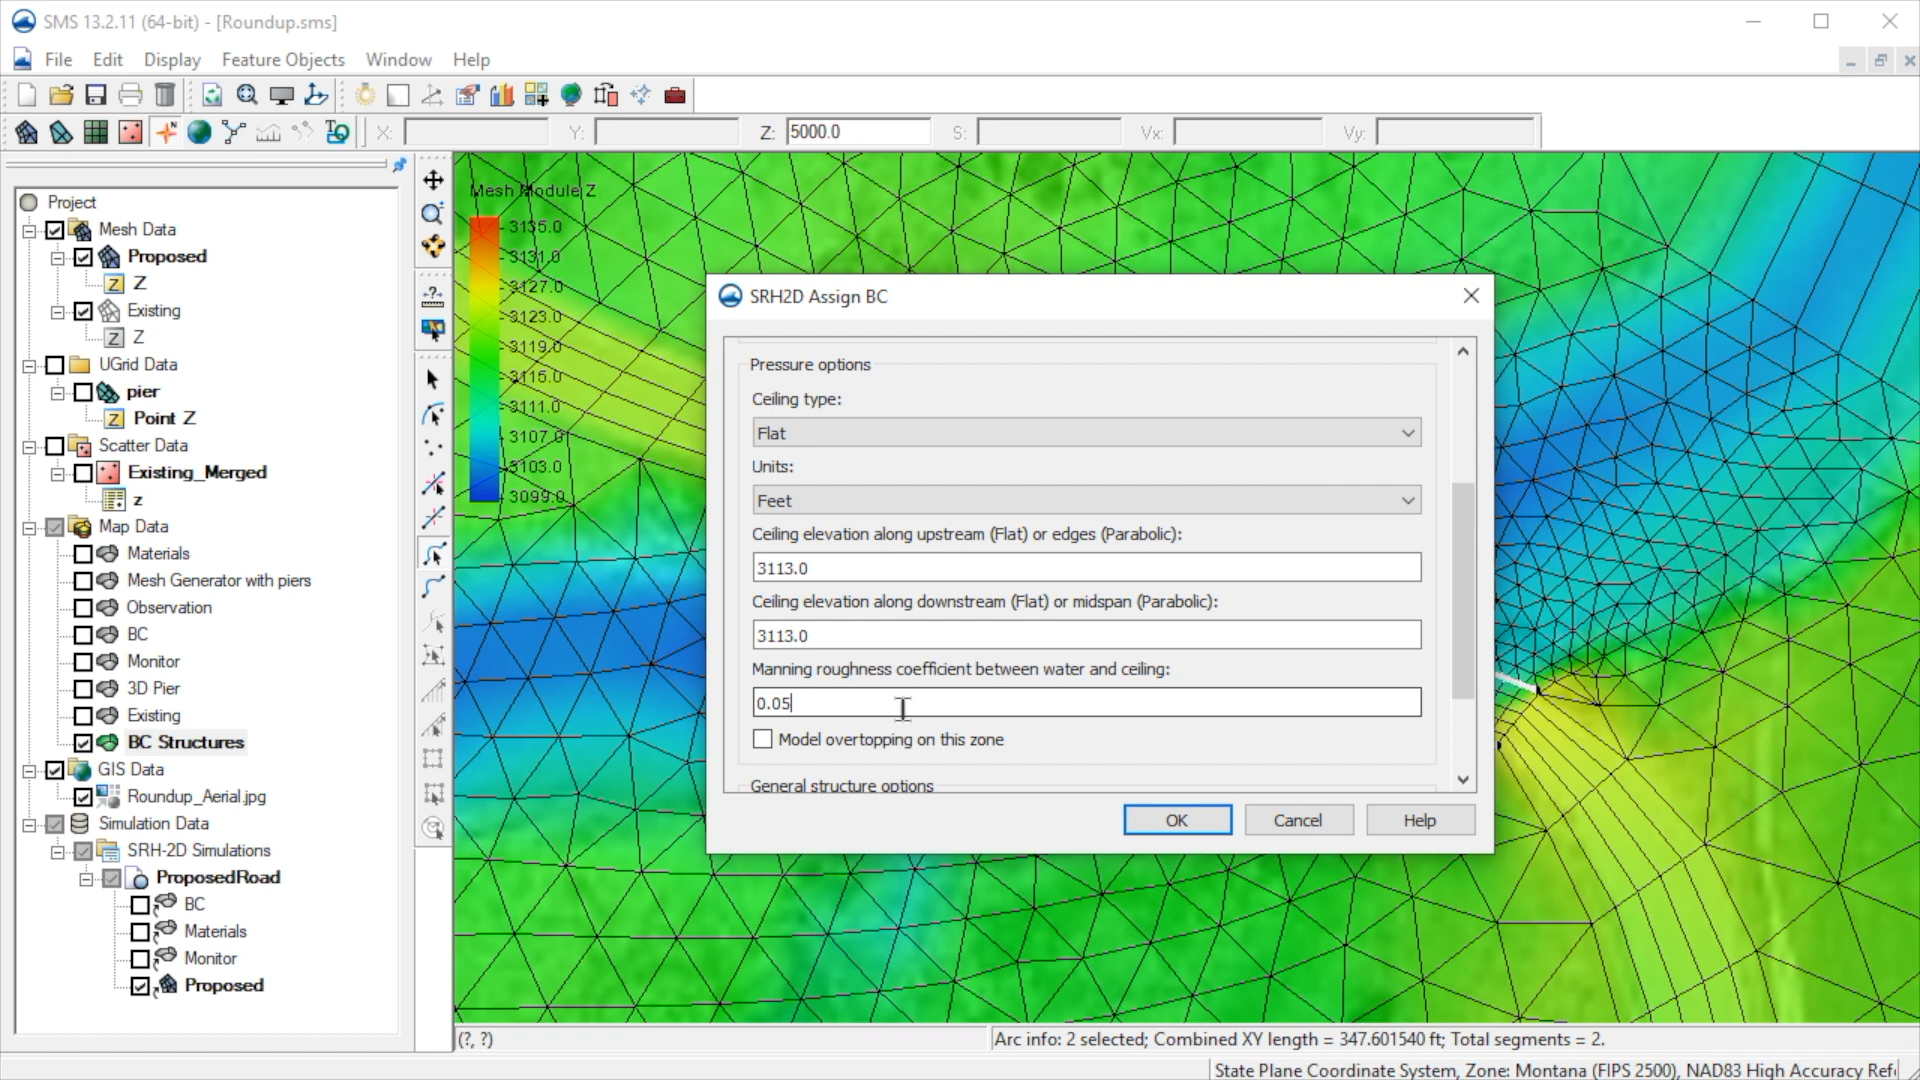 SMS 13.2.11 (64-bit) - [Roundup.sms]
File Edit Display Feature Objects Window Help
X: Y: Z: 5000.0 S: Vx: Vy:
Project
Mesh Data
Proposed
Z
Existing
Z
UGrid Data
pier
Point Z
Scatter Data
Existing_Merged
z
Map Data
Materials
Mesh Generator with piers
Observation
BC
Monitor
3D Pier
Existing
BC Structures
GIS Data
Roundup_Aerial.jpg
Simulation Data
SRH-2D Simulations
ProposedRoad
BC
Materials
Monitor
Proposed
Mesh Module Z
3135.0
3131.0
3127.0
3123.0
3119.0
3115.0
3111.0
3107.0
3103.0
3099.0
SRH2D Assign BC
Pressure options
Ceiling type:
Flat
Units:
Feet
Ceiling elevation along upstream (Flat) or edges (Parabolic):
3113.0
Ceiling elevation along downstream (Flat) or midspan (Parabolic):
3113.0
Manning roughness coefficient between water and ceiling:
0.05
Model overtopping on this zone
General structure options
OK Cancel Help
(?, ?)
Arc info: 2 selected; Combined XY length = 347.601540 ft; Total segments = 2.
State Plane Coordinate System, Zone: Montana (FIPS 2500), NAD83 High Accuracy Ref